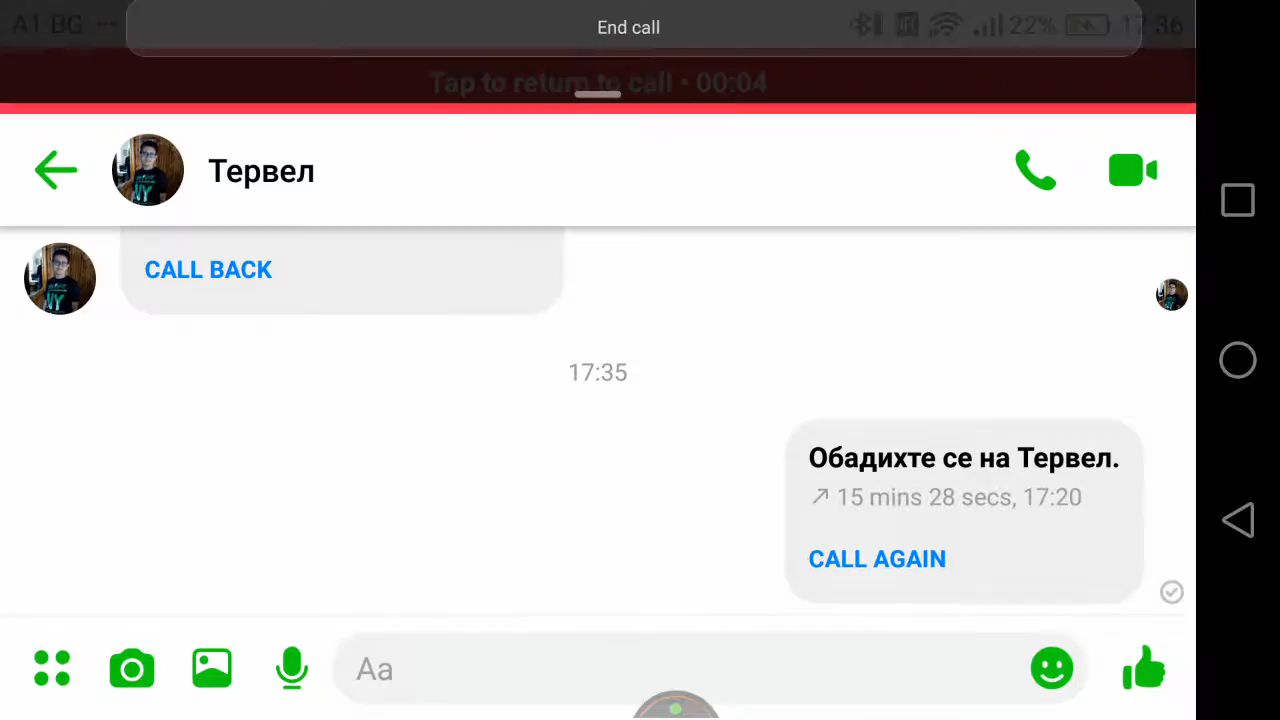 A1 BG
End call
22%
17:36
Tap to return to call • 00:04
Тервел
CALL BACK
17:35
Обадихте се на Тервел.
15 mins 28 secs, 17:20
CALL AGAIN
Aa